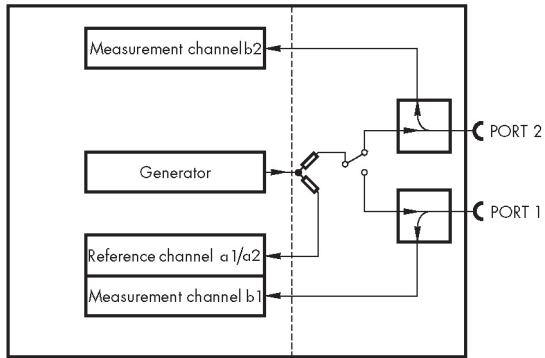 Measurement channel b2
PORT 2
Generator
PORT 1
Reference channel a1/a2
Measurement channel b1